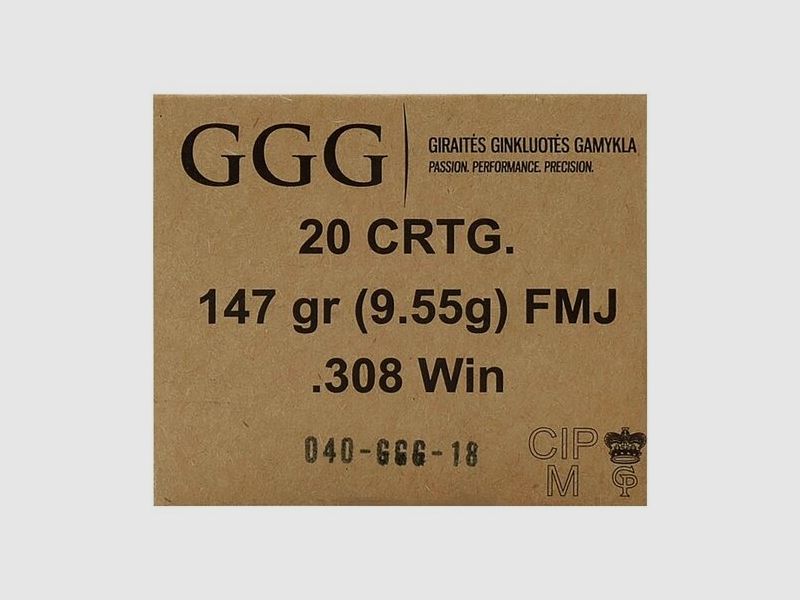 GGG
GIRAITĖS GINKLUOTĖS GAMYKLA
PASSION. PERFORMANCE. PRECISION.
20 CRTG.
147 gr (9.55g) FMJ
.308 Win
040-GGG-18
CIP
M
GP